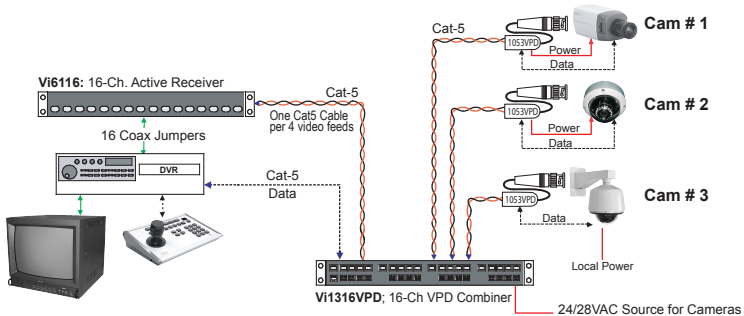 Cat-5
1053VPD
Power
Data
Cam # 1
Vi6116: 16-Ch. Active Receiver
Cat-5
One Cat5 Cable
per 4 video feeds
1053VPD
Power
Data
Cam # 2
16 Coax Jumpers
DVR
Cat-5
Data
1053VPD
Data
Cam # 3
Local Power
Vi1316VPD; 16-Ch VPD Combiner
24/28VAC Source for Cameras